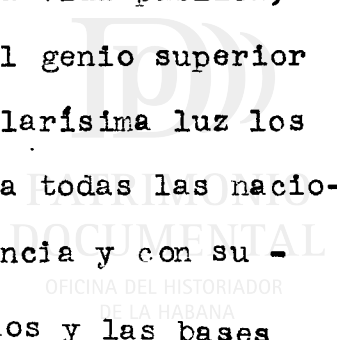 l genio superior
larísima luz los
a todas las nacio-
PATRIMONIO
DOCUMENTAL
ncia y con su -
OFICINA DEL HISTORIADOR
DE LA HABANA
os y las bases